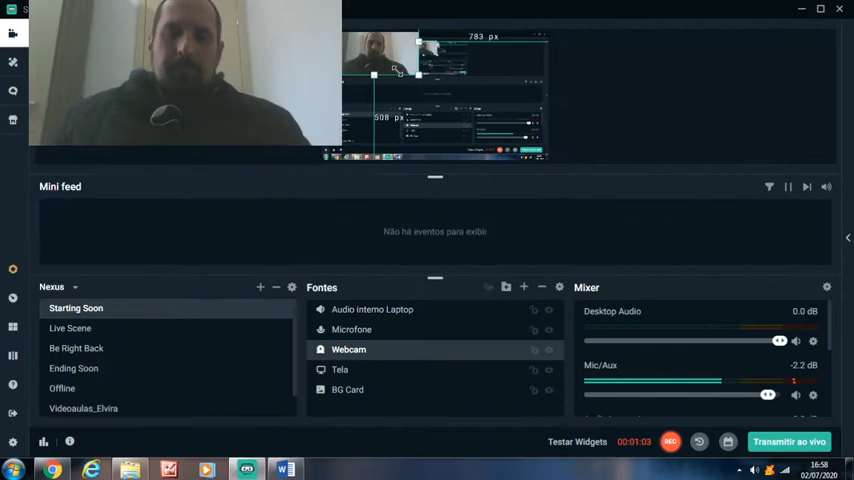 S
783 px
508 px
Mini feed
Não há eventos para exibir
Nexus
Fontes
Mixer
Starting Soon
Live Scene
Be Right Back
Ending Soon
Offline
Videoaulas_Elvira
Audio interno Laptop
Microfone
Webcam
Tela
BG Card
Desktop Audio 0.0 dB
Mic/Aux -2.2 dB
Testar Widgets 00:01:03 REC Transmitir ao vivo
16:58
02/07/2020